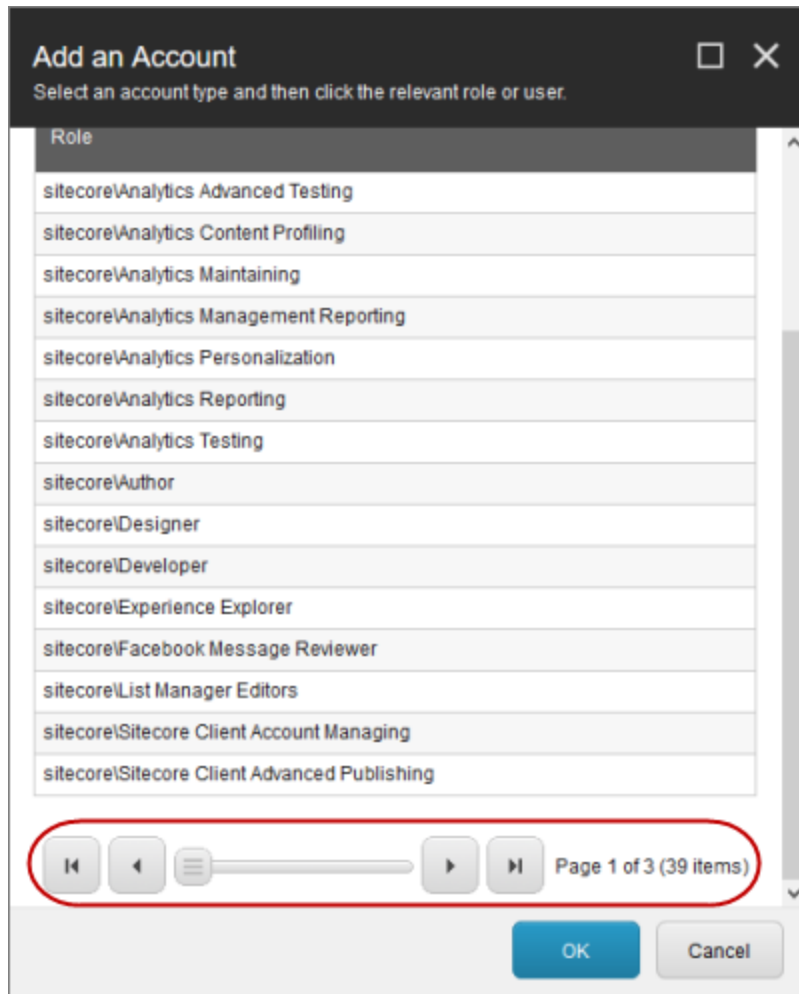 Add an Account
Select an account type and then click the relevant role or user.
Role
sitecore\Analytics Advanced Testing
sitecore\Analytics Content Profiling
sitecore\Analytics Maintaining
sitecore\Analytics Management Reporting
sitecore\Analytics Personalization
sitecore\Analytics Reporting
sitecore\Analytics Testing
sitecore\Author
sitecore\Designer
sitecore\Developer
sitecore\Experience Explorer
sitecore\Facebook Message Reviewer
sitecore\List Manager Editors
sitecore\Sitecore Client Account Managing
sitecore\Sitecore Client Advanced Publishing
Page 1 of 3 (39 items)
OK Cancel